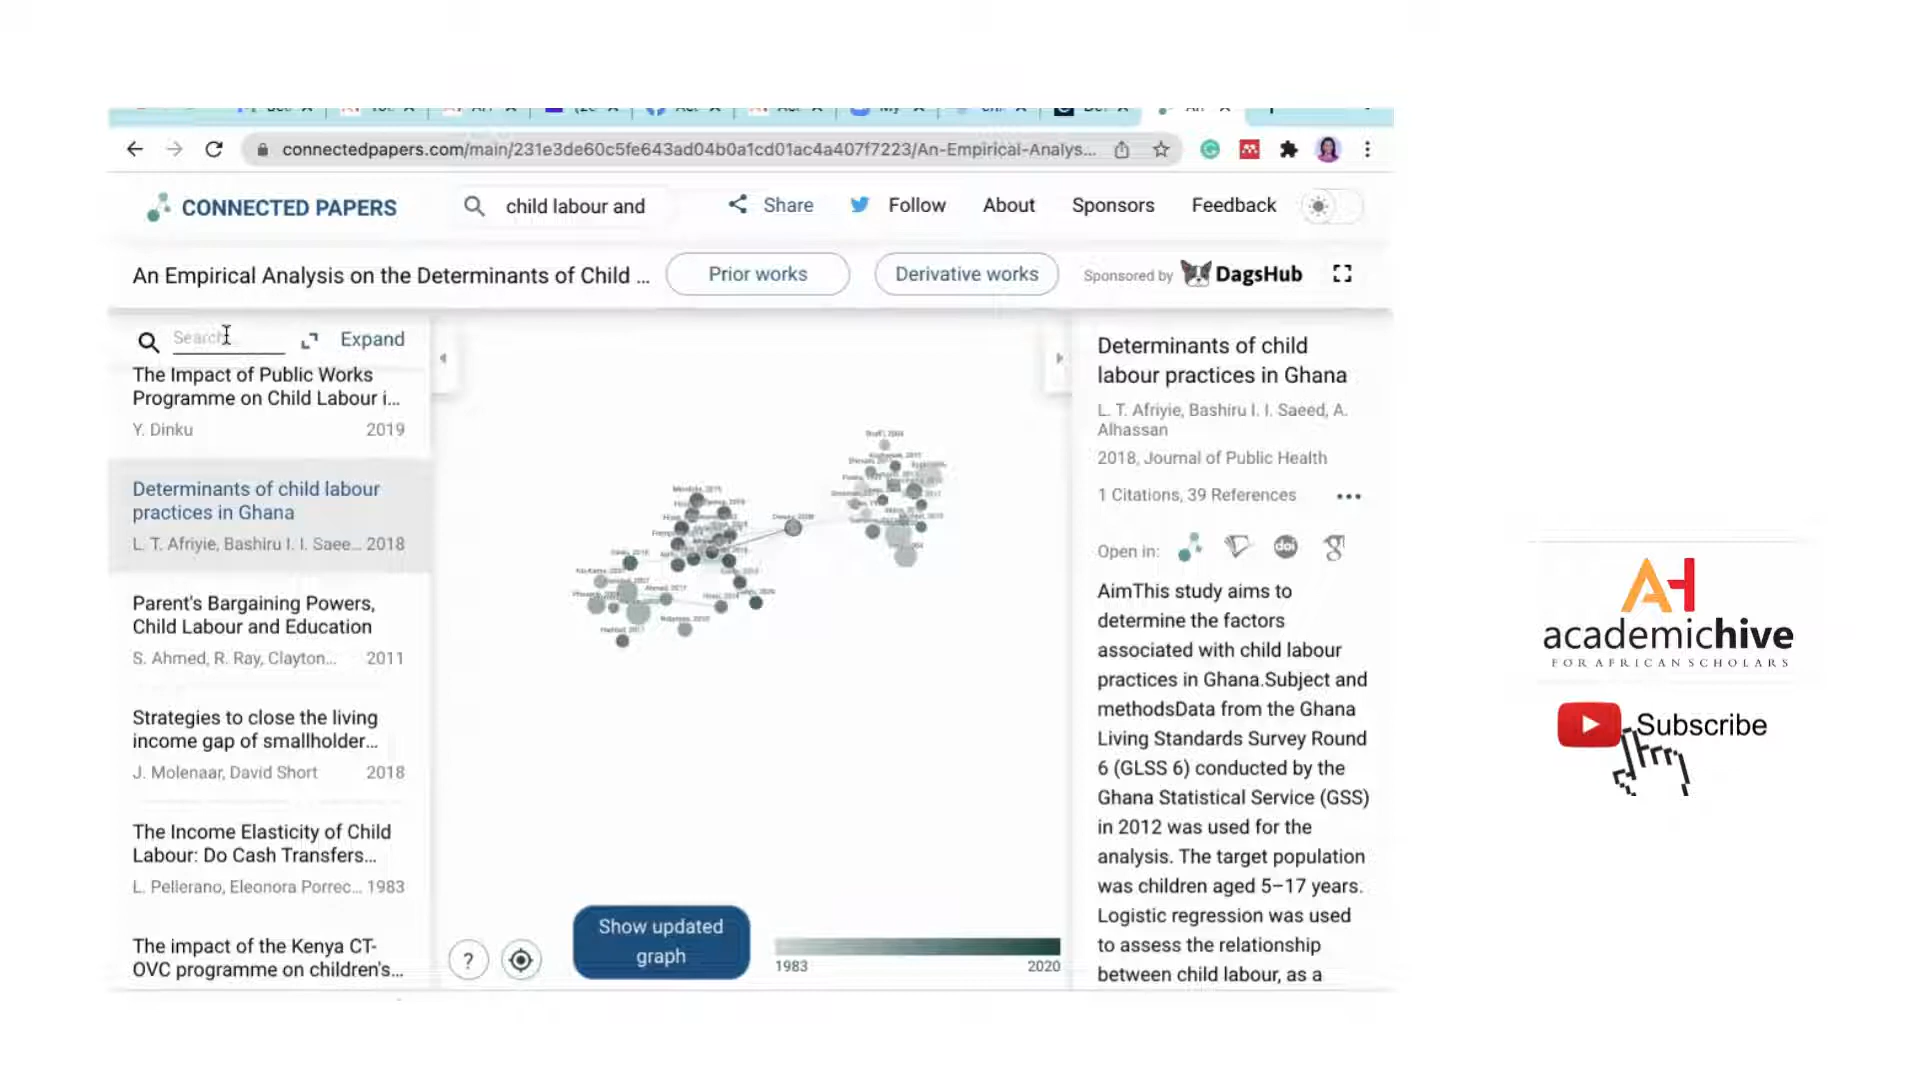 connectedpapers.com/main/231e3de60c5fe643ad04b0a1cd01ac4a407f7223/An-Empirical-Analys...
CONNECTED PAPERS
child labour and
Share
Follow
About
Sponsors
Feedback
An Empirical Analysis on the Determinants of Child ...
Prior works
Derivative works
Sponsored by
DagsHub
Search
Expand
The Impact of Public Works
Programme on Child Labour i...
Y. Dinku 2019
Determinants of child labour
practices in Ghana
L. T. Afriyie, Bashiru I. I. Saee... 2018
Parent's Bargaining Powers,
Child Labour and Education
S. Ahmed, R. Ray, Clayton... 2011
Strategies to close the living
income gap of smallholder...
J. Molenaar, David Short 2018
The Income Elasticity of Child
Labour: Do Cash Transfers...
L. Pellerano, Eleonora Porrec... 1983
The impact of the Kenya CT-
OVC programme on children's...
?
Show updated
graph
1983
2020
Determinants of child
labour practices in Ghana
L. T. Afriyie, Bashiru I. I. Saeed, A.
Alhassan
2018, Journal of Public Health
1 Citations, 39 References
Open in:
doi
AimThis study aims to
determine the factors
associated with child labour
practices in Ghana.Subject and
methodsData from the Ghana
Living Standards Survey Round
6 (GLSS 6) conducted by the
Ghana Statistical Service (GSS)
in 2012 was used for the
analysis. The target population
was children aged 5–17 years.
Logistic regression was used
to assess the relationship
between child labour, as a
AH
academichive
FOR AFRICAN SCHOLARS
Subscribe